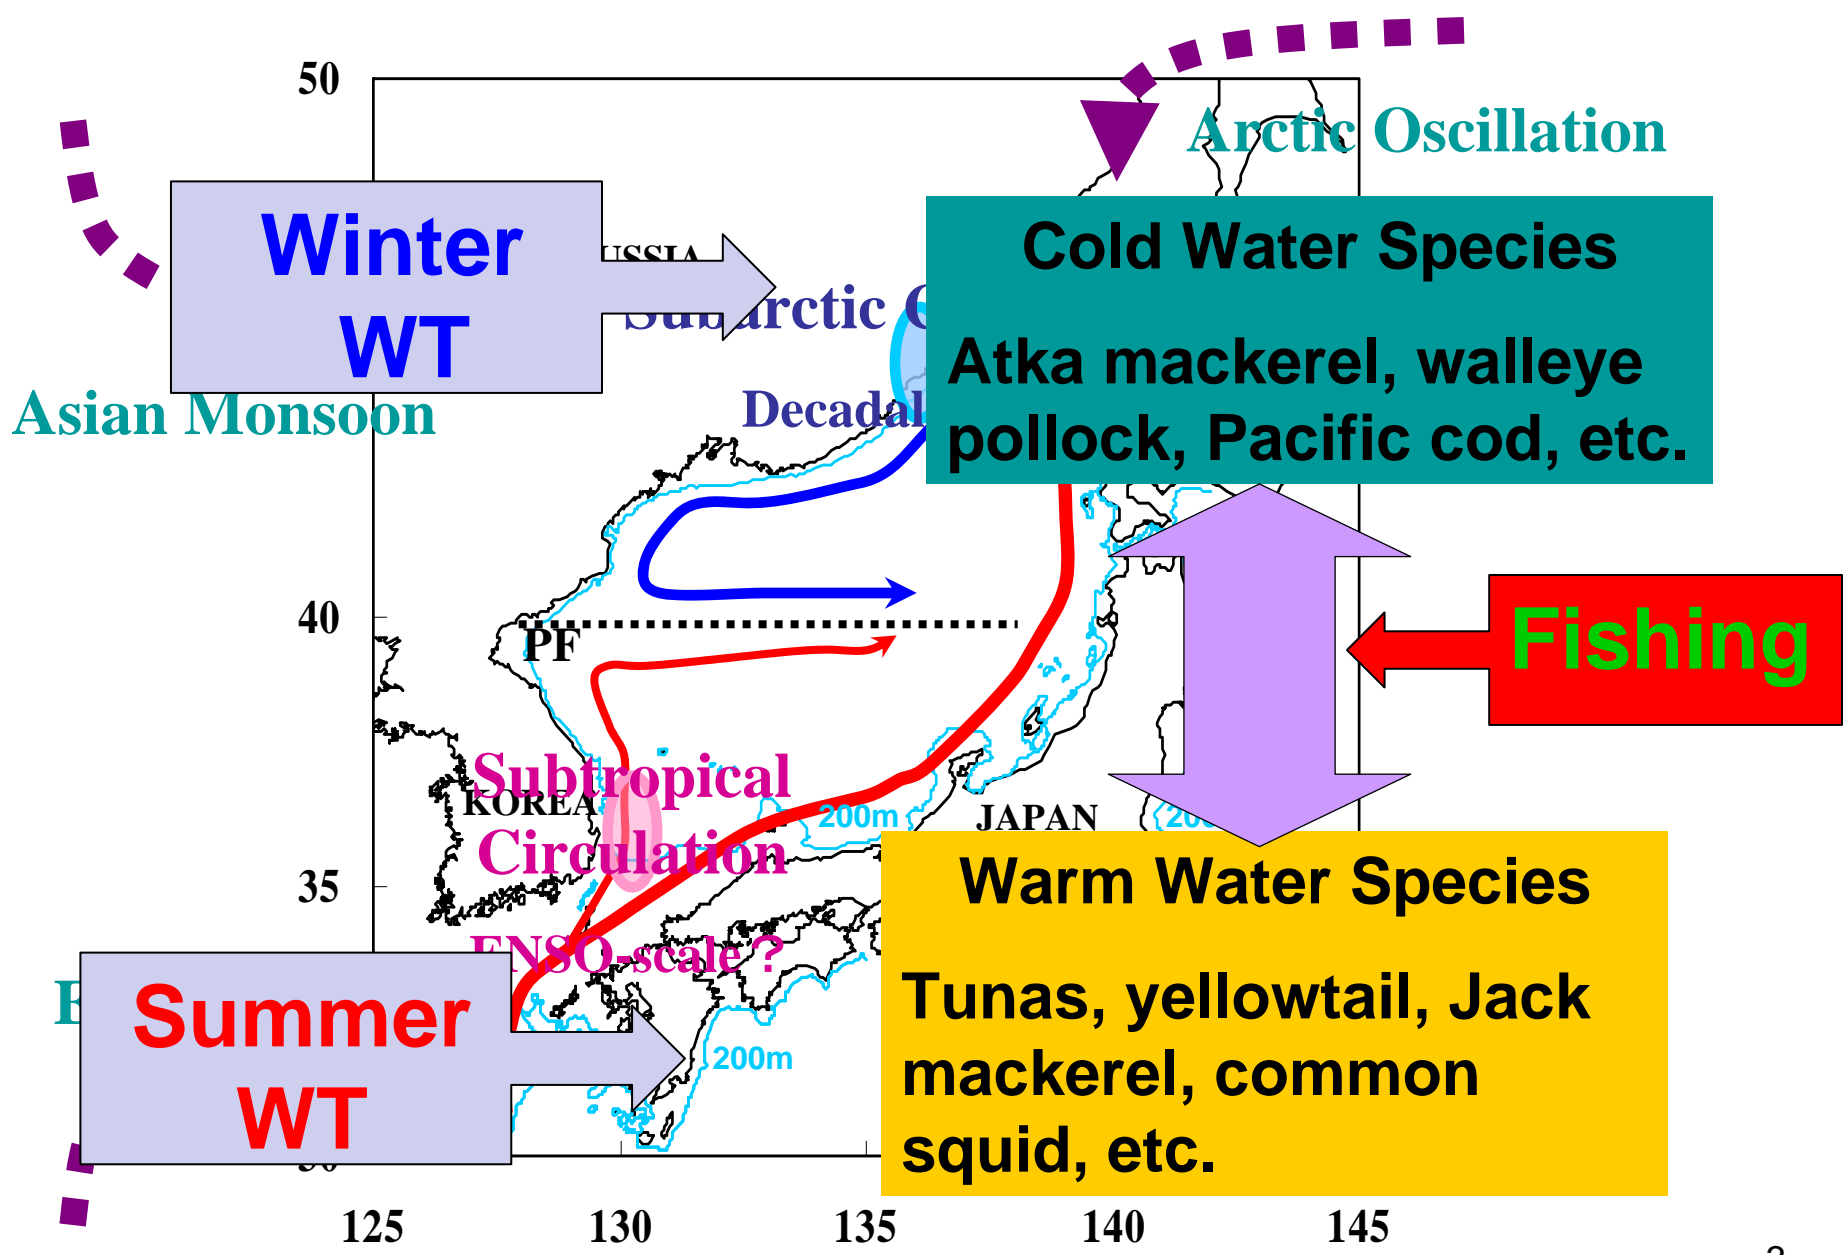 50
Arctic Oscillation
Winter
WT
Cold Water Species
Atka mackerel, walleye
pollock, Pacific cod, etc.
Asian Monsoon
Decadal
40
PF
Fishing
Subtropical
Circulation
KOREA
200m
JAPAN
35
Warm Water Species
Tunas, yellowtail, Jack
mackerel, common
squid, etc.
ENSO-scale？
Summer
WT
200m
125
130
135
140
145